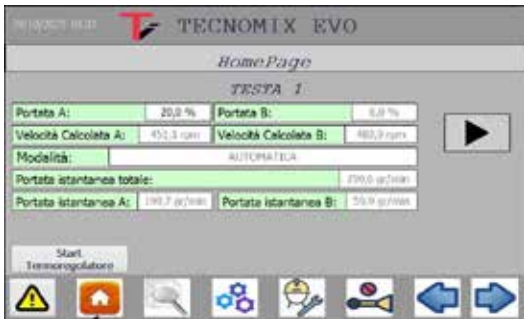 TECNOMIX EVO
HomePage
TESTA 1
Portata A: 20,0 % Portata B:
Velocità Calcolata A: Velocità Calcolata B:
Modalità: AUTOMATICA
Portata istantanea totale:
Portata istantanea A: Portata istantanea B:
Start
Termoregolatore